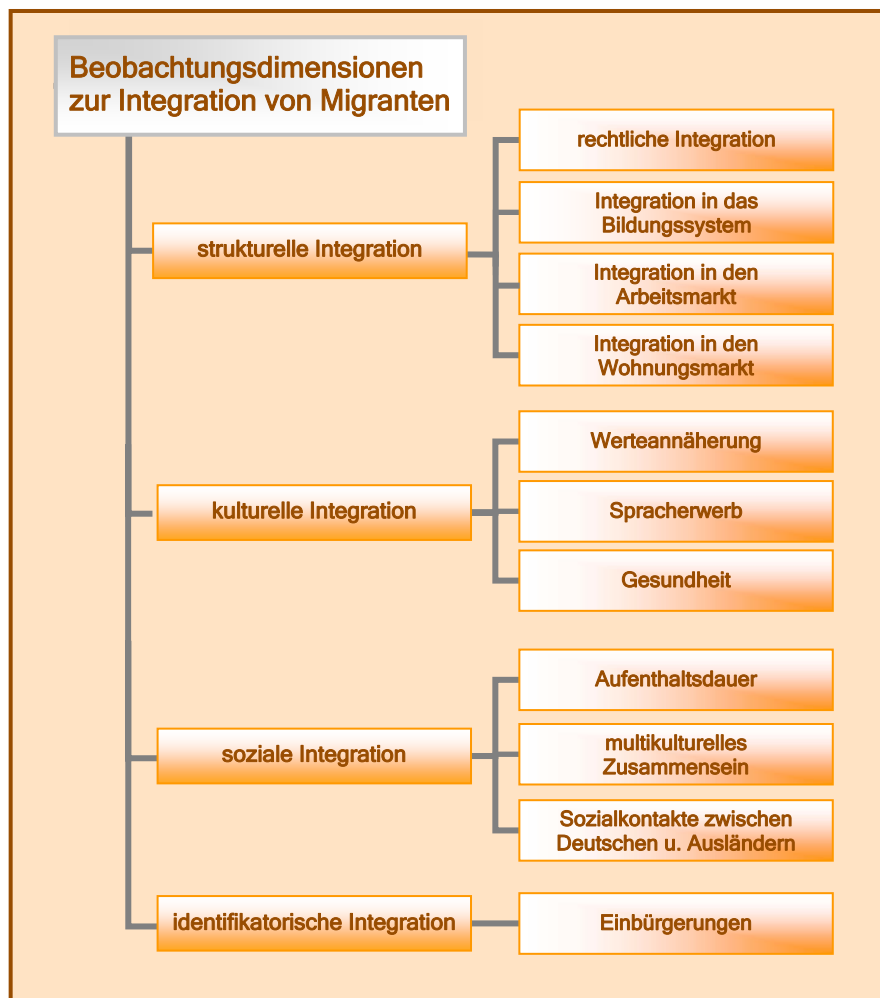 Beobachtungsdimensionen
zur Integration von Migranten
strukturelle Integration
rechtliche Integration
Integration in das
Bildungssystem
Integration in den
Arbeitsmarkt
Integration in den
Wohnungsmarkt
kulturelle Integration
Werteannäherung
Spracherwerb
Gesundheit
soziale Integration
Aufenthaltsdauer
multikulturelles
Zusammensein
Sozialkontakte zwischen
Deutschen u. Ausländern
identifikatorische Integration
Einbürgerungen